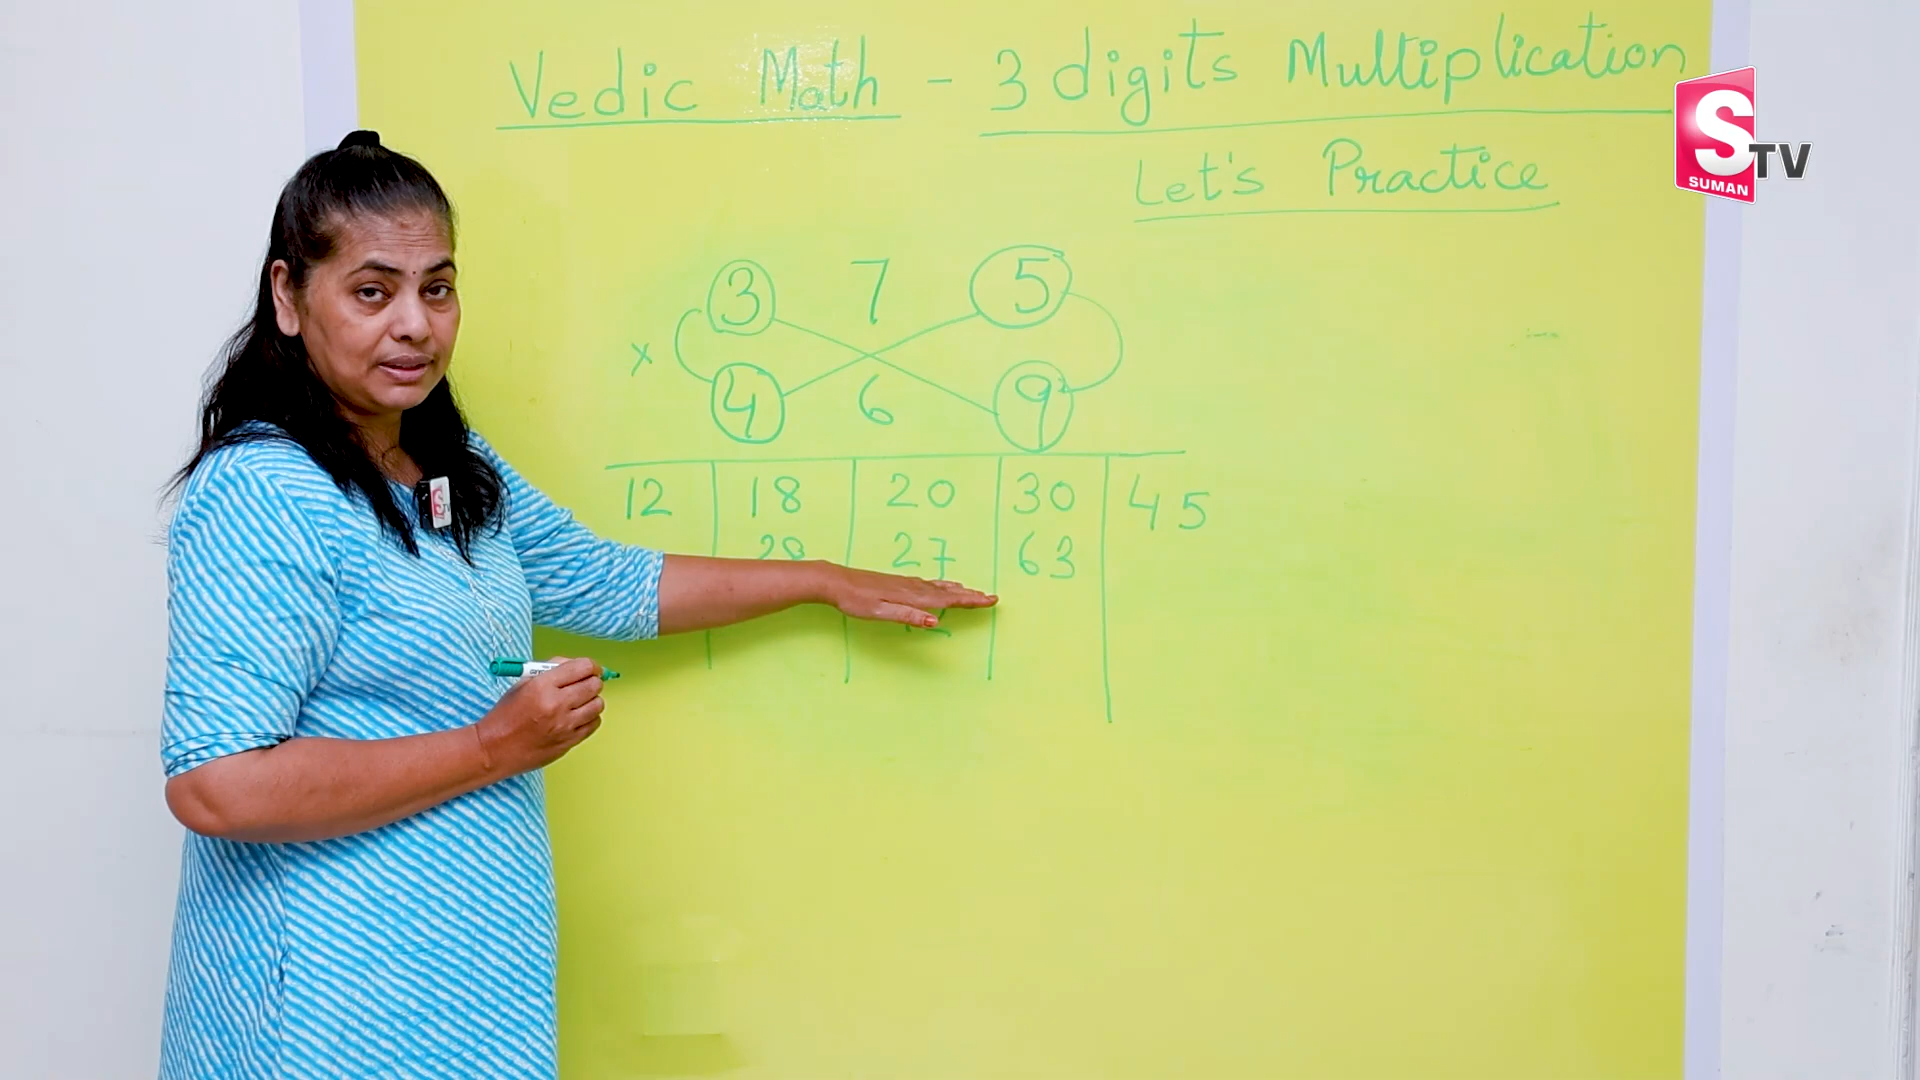 Vedic Math - 3 digits Multiplication
Let's Practice
S TV
SUMAN
3 7 5
x
4 6 9
12 18 20 30 45
28 27 63